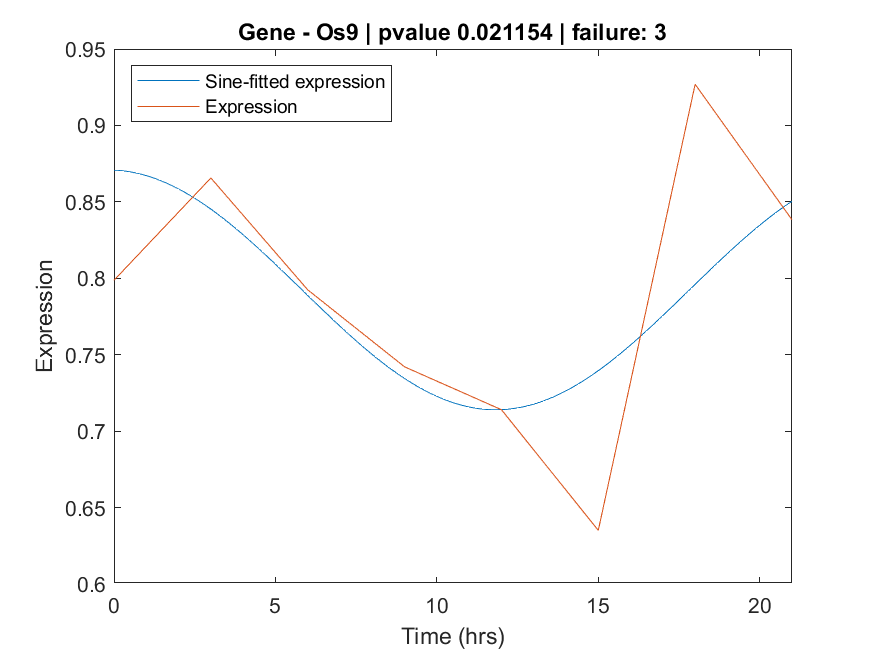 Gene - Os9 | pvalue 0.021154 | failure: 3
Sine-fitted expression
Expression
0.95
0.9
0.85
0.8
0.75
0.7
0.65
0.6
Expression
0 5 10 15 20
Time (hrs)